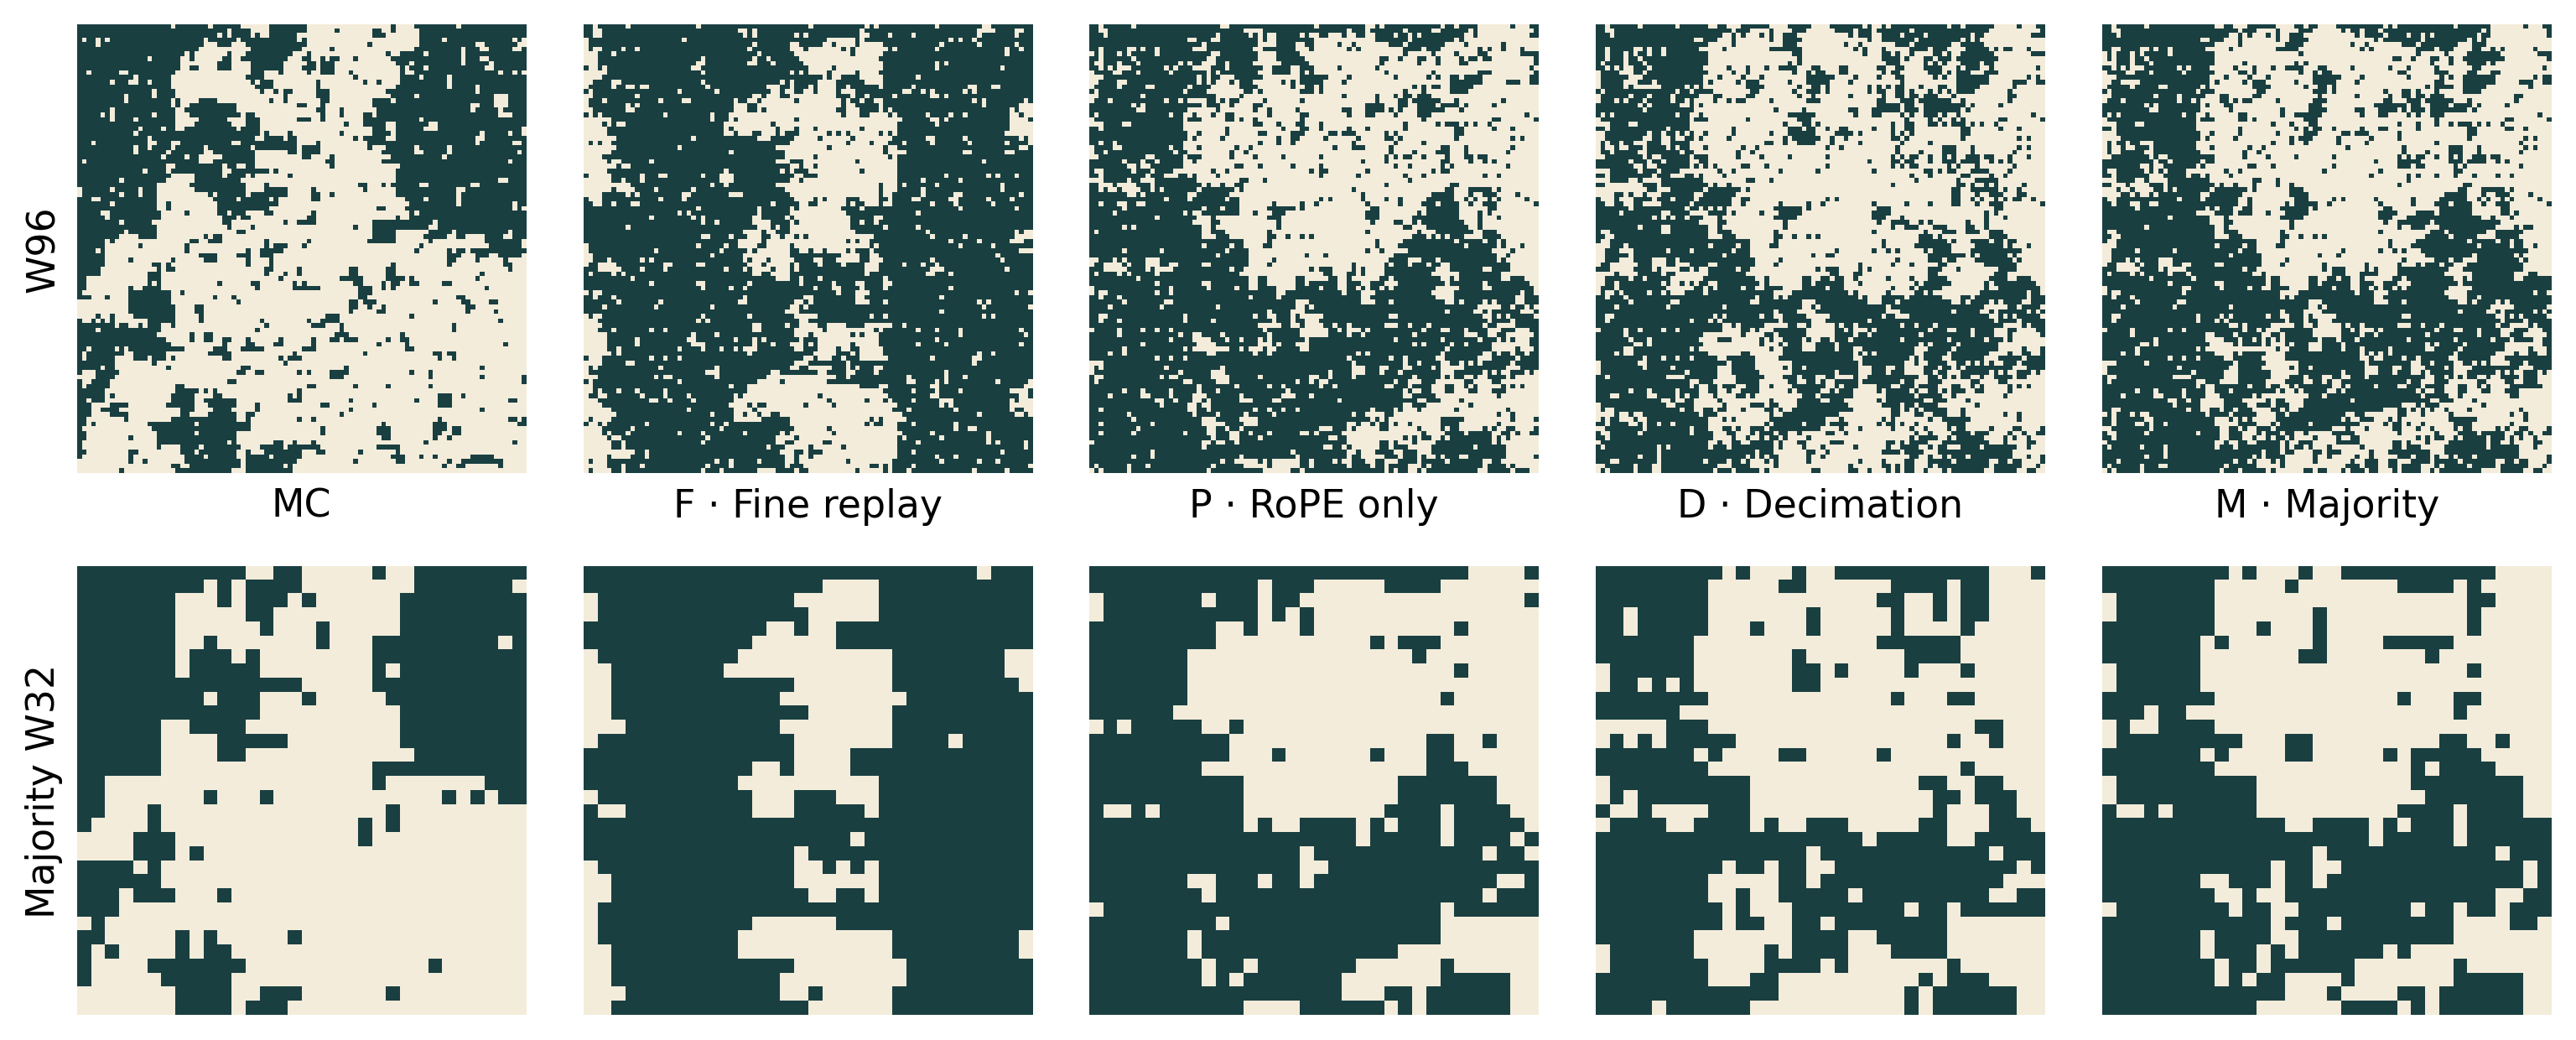 W96
MC
F · Fine replay
P · RoPE only
D · Decimation
M · Majority
Majority W32